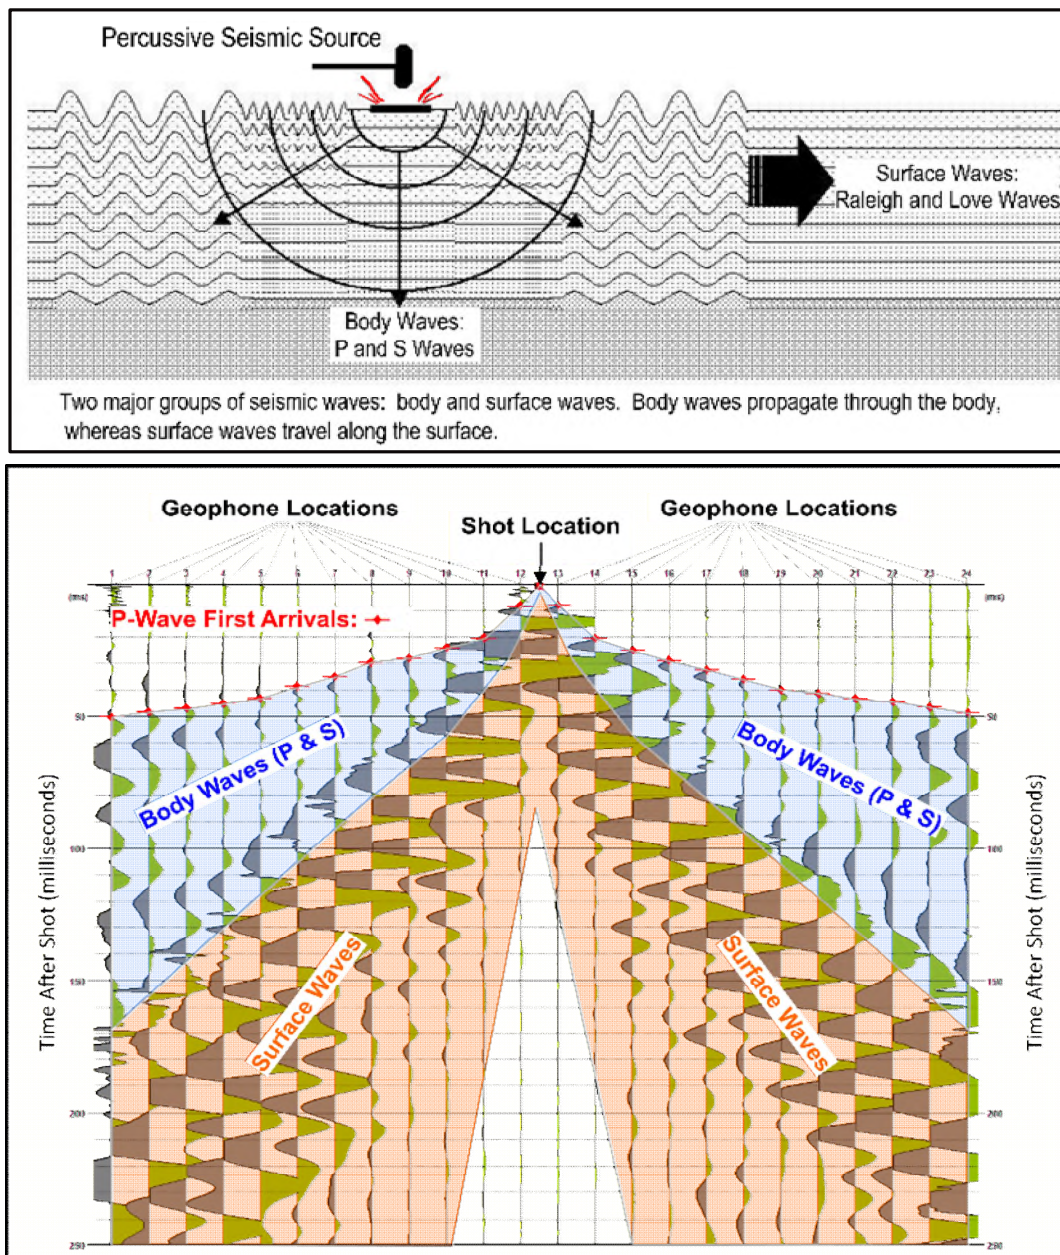 Percussive Seismic Source
Surface Waves:
Raleigh and Love Waves
Body Waves:
P and S Waves
Two major groups of seismic waves: body and surface waves. Body waves propagate through the body,
whereas surface waves travel along the surface.
Geophone Locations
Shot Location
Geophone Locations
1 2 3 4 5 6 7 8 9 10 11 12 13 14 15 16 17 18 19 20 21 22 23 24
(ms) (ms)
P-Wave First Arrivals:
50 50
Body Waves (P & S)
Body Waves (P & S)
100 100
Time After Shot (milliseconds)
Time After Shot (milliseconds)
150 150
Surface Waves
Surface Waves
200 200
250 250